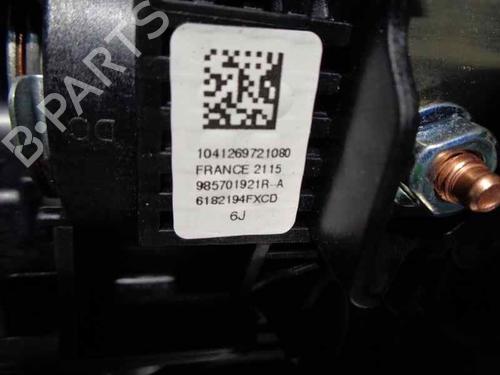 B-PARTS
1041269721080
FRANCE 2115
985701921R-A
6182194FXCD
6J